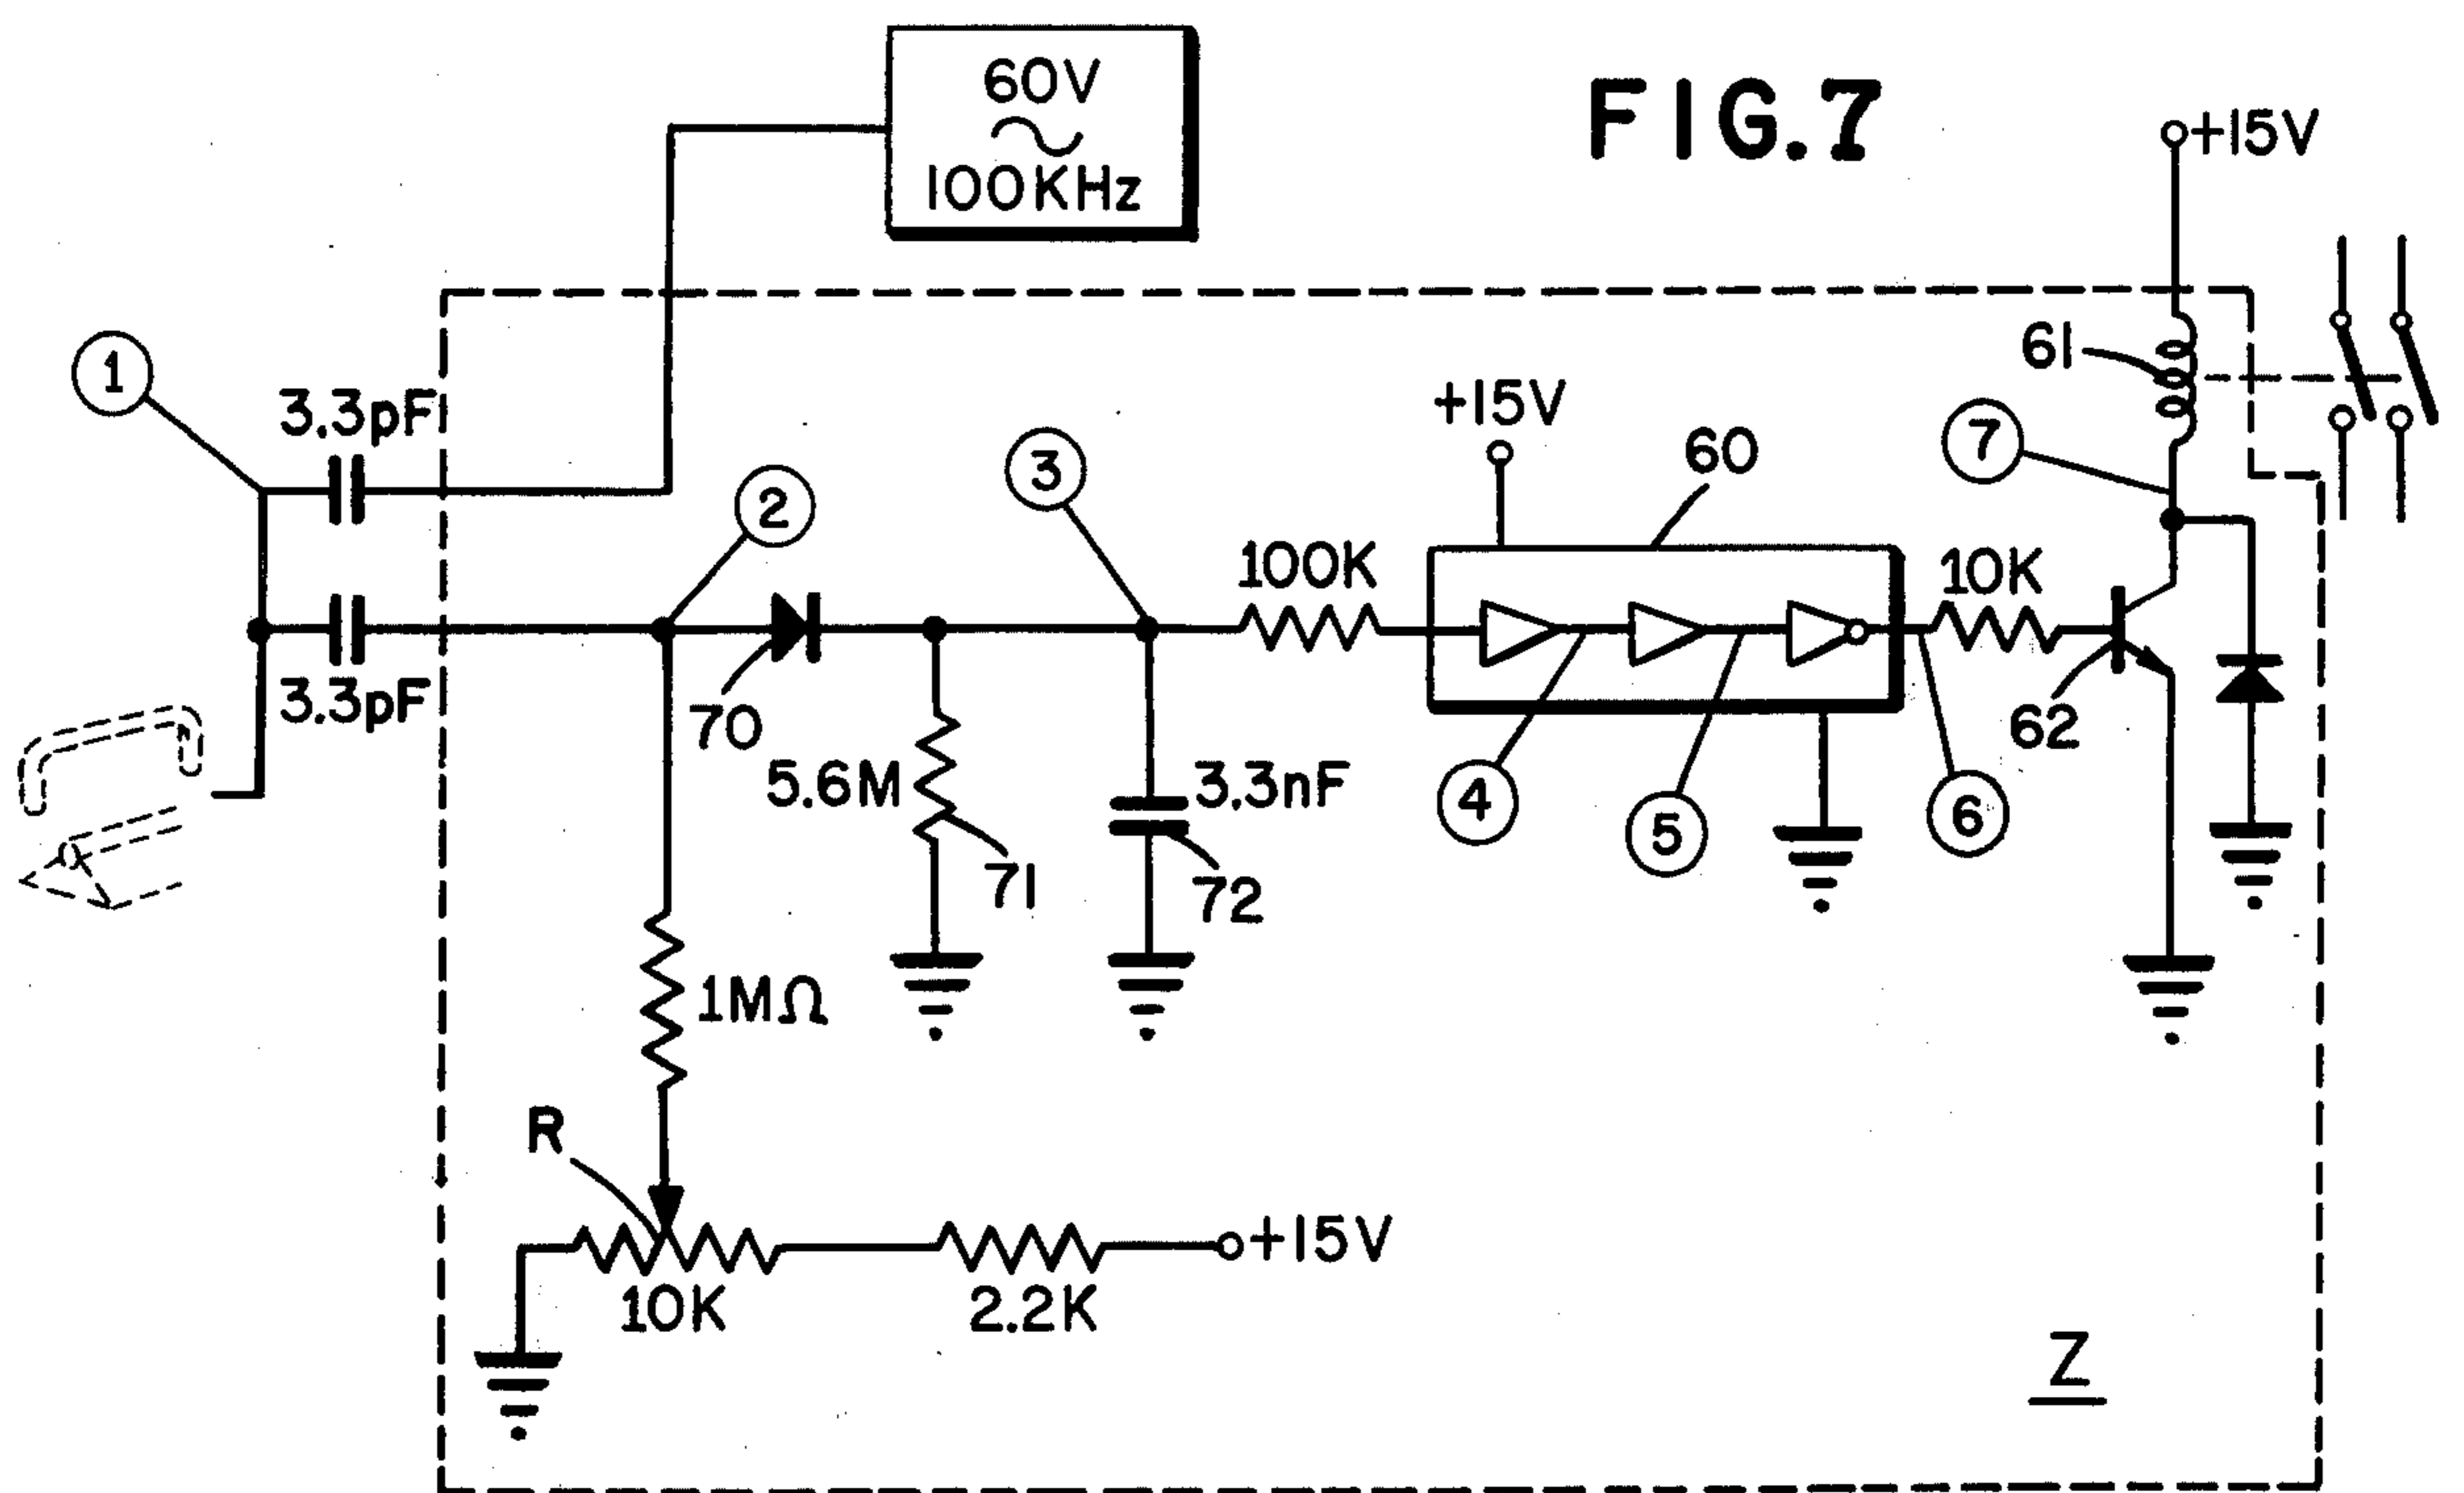 60V
100KHz
FIG.7
+15V
1
3.3pF
61
+15V
60
7
2
3
100K
10K
3.3pF
70
5.6M
3.3nF
62
4
5
6
71
72
1MΩ
R
+15V
10K
2.2K
Z